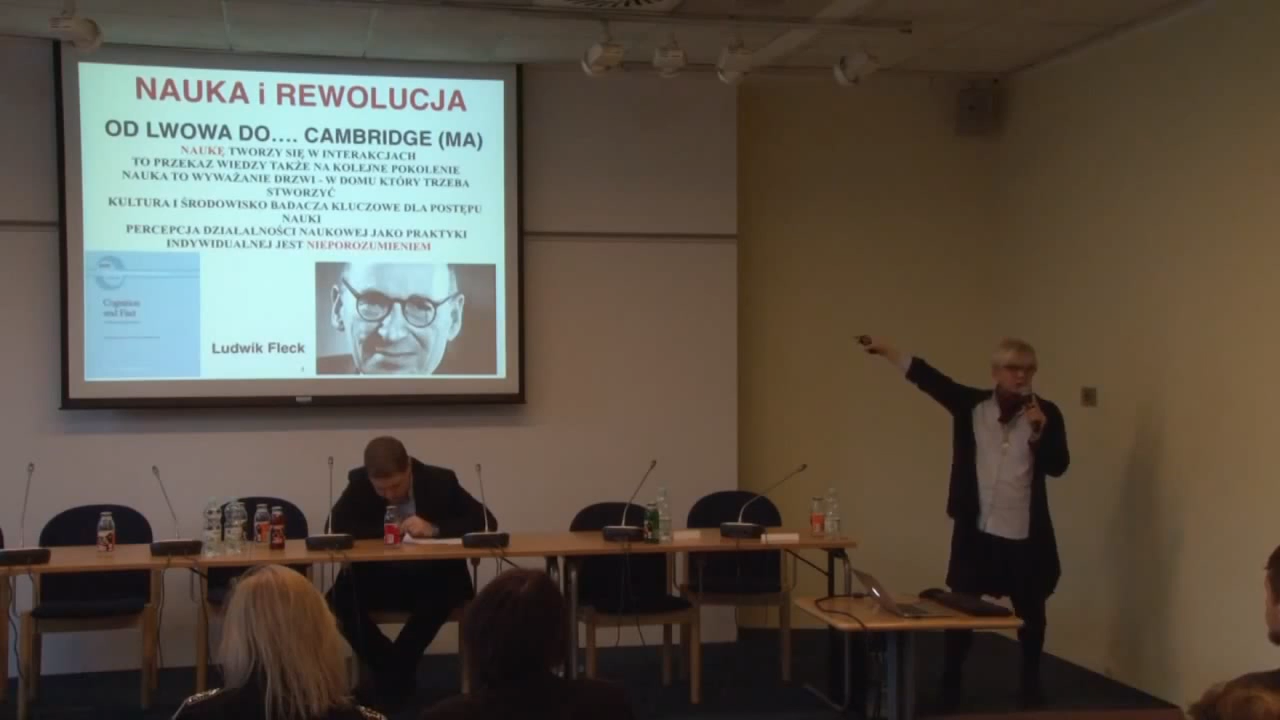 NAUKA i REWOLUCJA
OD LWOWA DO.... CAMBRIDGE (MA)
NAUKĘ TWORZY SIĘ W INTERAKCJACH
TO PRZEKAZ WIEDZY TAKŻE NA KOLEJNE POKOLENIE
NAUKA TO WYWAŻANIE DRZWI - W DOMU KTÓRY TRZEBA
STWORZYĆ
KULTURA I ŚRODOWISKO BADACZA KLUCZOWE DLA POSTĘPU
NAUKI
PERCEPCJA DZIAŁALNOŚCI NAUKOWEJ JAKO PRAKTYKI
INDYWIDUALNEJ JEST NIEPOROZUMIENIEM
Cognition
and Fact
Ludwik Fleck